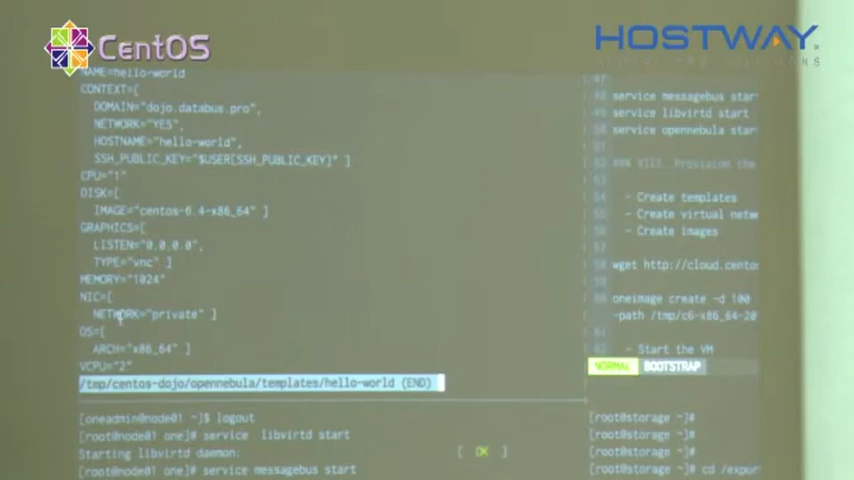 CentOS
HOSTWAY
NAME=hello-world
CONTEXT=[
DOMAIN="dojo.databus.pro",
NETWORK="YES",
HOSTNAME="hello-world",
SSH_PUBLIC_KEY="$USER[SSH_PUBLIC_KEY]" ]
CPU="1"
DISK=[
IMAGE="centos-6.4-x86_64" ]
GRAPHICS=[
LISTEN="0.0.0.0",
TYPE="vnc" ]
MEMORY="1024"
NIC=[
NETWORK="private" ]
OS=[
ARCH="x86_64" ]
VCPU="2"
/tmp/centos-dojo/opennebula/templates/hello-world (END)
[oneadmin@node01 ~]$ logout
[root@node01 one]# service libvirtd start
Starting libvirtd daemon: [ OK ]
[root@node01 one]# service messagebus start
service messagebus star
service libvirtd start
service opennebula star
### VIII. Provision the
- Create templates
- Create virtual netw
- Create images
wget http://cloud.cento
oneimage create -d 100
-path /tmp/c6-x86_64-20
- Start the VM
NORMAL BOOTSTRAP
[root@storage ~]#
[root@storage ~]#
[root@storage ~]#
[root@storage ~]# cd /expor